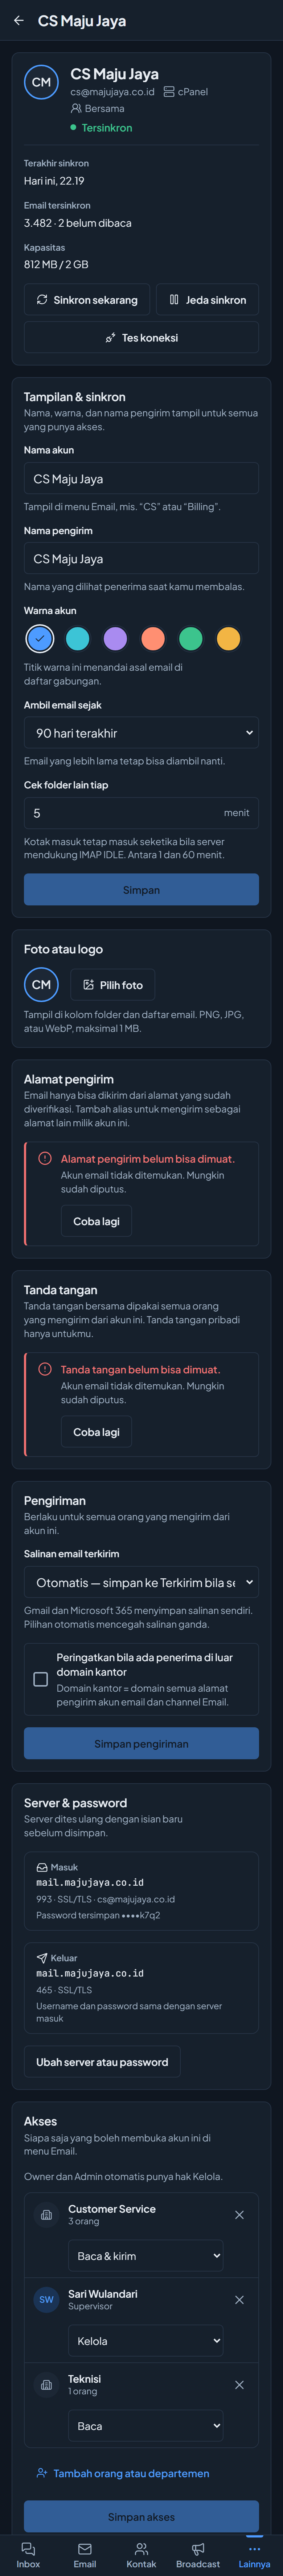 CS Maju Jaya
CM
CS Maju Jaya
cs@majujaya.co.id cPanel
Bersama
Tersinkron
Terakhir sinkron
Hari ini, 22.19
Email tersinkron
3.482 · 2 belum dibaca
Kapasitas
812 MB / 2 GB
Sinkron sekarang
Jeda sinkron
Tes koneksi
Tampilan & sinkron
Nama, warna, dan nama pengirim tampil untuk semua
yang punya akses.
Nama akun
CS Maju Jaya
Tampil di menu Email, mis. “CS” atau “Billing”.
Nama pengirim
CS Maju Jaya
Nama yang dilihat penerima saat kamu membalas.
Warna akun
Titik warna ini menandai asal email di
daftar gabungan.
Ambil email sejak
90 hari terakhir
Email yang lebih lama tetap bisa diambil nanti.
Cek folder lain tiap
5 menit
Kotak masuk tetap masuk seketika bila server
mendukung IMAP IDLE. Antara 1 dan 60 menit.
Simpan
Foto atau logo
CM
Pilih foto
Tampil di kolom folder dan daftar email. PNG, JPG,
atau WebP, maksimal 1 MB.
Alamat pengirim
Email hanya bisa dikirim dari alamat yang sudah
diverifikasi. Tambah alias untuk mengirim sebagai
alamat lain milik akun ini.
Alamat pengirim belum bisa dimuat.
Akun email tidak ditemukan. Mungkin
sudah diputus.
Coba lagi
Tanda tangan
Tanda tangan bersama dipakai semua orang
yang mengirim dari akun ini. Tanda tangan pribadi
hanya untukmu.
Tanda tangan belum bisa dimuat.
Akun email tidak ditemukan. Mungkin
sudah diputus.
Coba lagi
Pengiriman
Berlaku untuk semua orang yang mengirim dari
akun ini.
Salinan email terkirim
Otomatis — simpan ke Terkirim bila se
Gmail dan Microsoft 365 menyimpan salinan sendiri.
Pilihan otomatis mencegah salinan ganda.
Peringatkan bila ada penerima di luar
domain kantor
Domain kantor = domain semua alamat
pengirim akun email dan channel Email.
Simpan pengiriman
Server & password
Server dites ulang dengan isian baru
sebelum disimpan.
Masuk
mail.majujaya.co.id
993 · SSL/TLS · cs@majujaya.co.id
Password tersimpan ••••k7q2
Keluar
mail.majujaya.co.id
465 · SSL/TLS
Username dan password sama dengan server
masuk
Ubah server atau password
Akses
Siapa saja yang boleh membuka akun ini di
menu Email.
Owner dan Admin otomatis punya hak Kelola.
Customer Service
3 orang
Baca & kirim
SW
Sari Wulandari
Supervisor
Kelola
Teknisi
1 orang
Baca
Tambah orang atau departemen
Simpan akses
Inbox
Email
Kontak
Broadcast
Lainnya